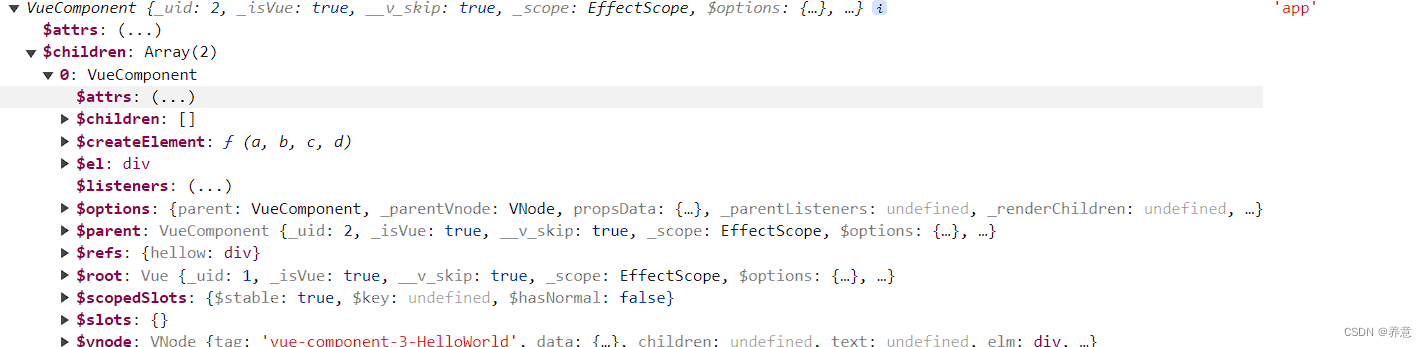 VueComponent {_uid: 2, _isVue: true, __v_skip: true, _scope: EffectScope, $options: {…}, …} i 'app'
$attrs: (...)
$children: Array(2)
0: VueComponent
$attrs: (...)
$children: []
$createElement: ƒ (a, b, c, d)
$el: div
$listeners: (...)
$options: {parent: VueComponent, _parentVnode: VNode, propsData: {…}, _parentListeners: undefined, _renderChildren: undefined, …}
$parent: VueComponent {_uid: 2, _isVue: true, __v_skip: true, _scope: EffectScope, $options: {…}, …}
$refs: {hellow: div}
$root: Vue {_uid: 1, _isVue: true, __v_skip: true, _scope: EffectScope, $options: {…}, …}
$scopedSlots: {$stable: true, $key: undefined, $hasNormal: false}
$slots: {}
$vnode: VNode {tag: 'vue-component-3-HelloWorld', data: {…}, children: undefined, text: undefined, elm: div, …}
CSDN @养意